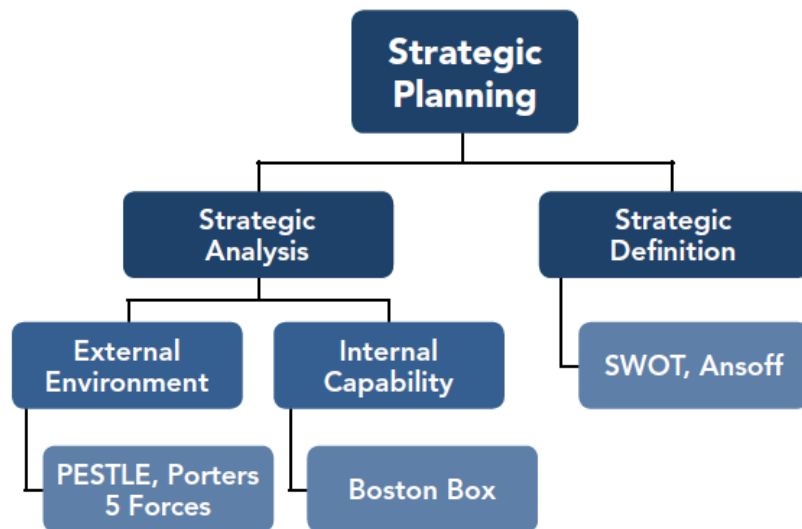 Strategic
Planning
Strategic
Analysis
Strategic
Definition
External
Environment
Internal
Capability
SWOT, Ansoff
PESTLE, Porters
5 Forces
Boston Box